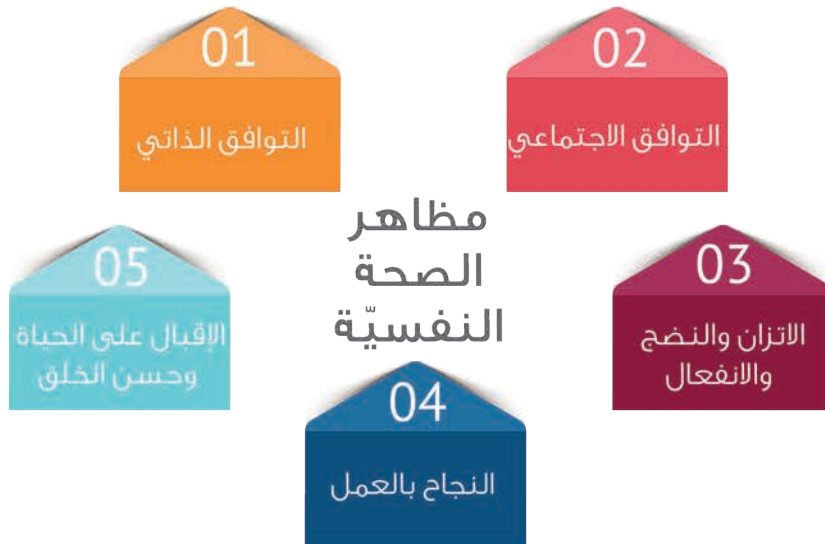 01
التوافق الذاتي
02
التوافق الاجتماعي
مظاهر
الصحة
النفسيّة
03
الاتزان والنضج
والانفعال
04
النجاح بالعمل
05
الإقبال على الحياة
وحسن الخلق